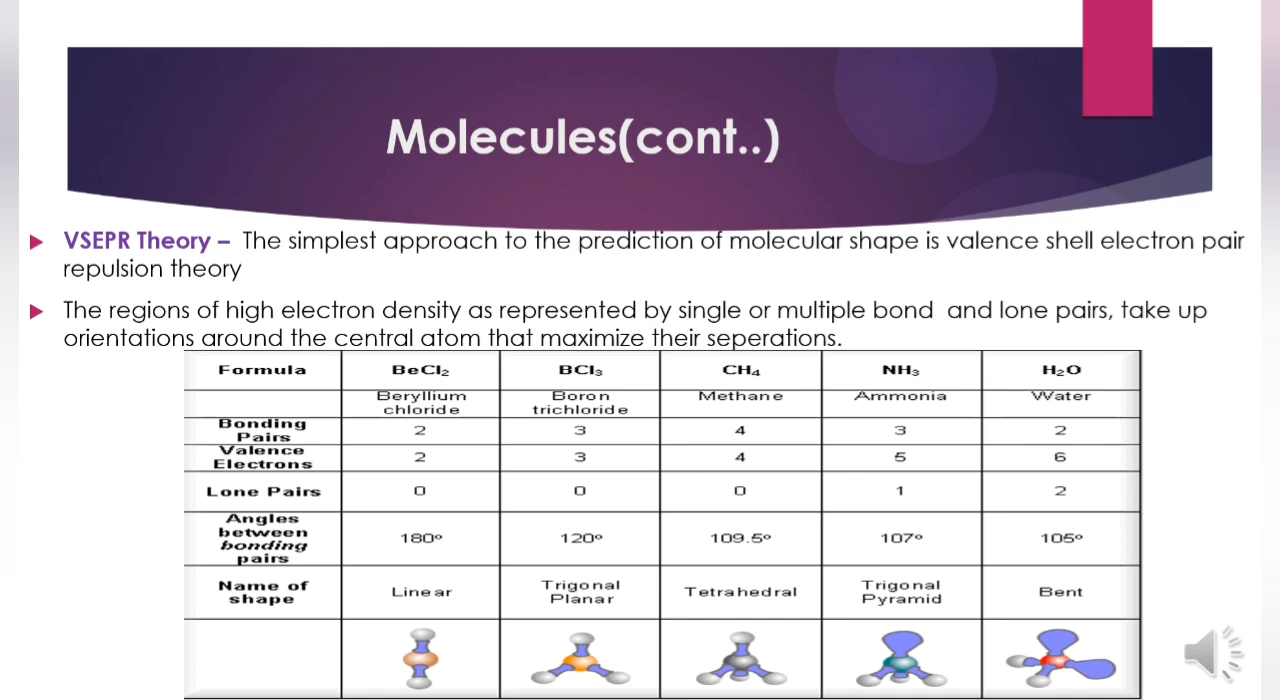 Molecules(cont..)
VSEPR Theory – The simplest approach to the prediction of molecular shape is valence shell electron pair
repulsion theory
The regions of high electron density as represented by single or multiple bond and lone pairs, take up
orientations around the central atom that maximize their seperations.
Formula BeCl₂ BCl₃ CH₄ NH₃ H₂O
Beryllium chloride Boron trichloride Methane Ammonia Water
Bonding Pairs 2 3 4 3 2
Valence Electrons 2 3 4 5 6
Lone Pairs 0 0 0 1 2
Angles between bonding pairs 180° 120° 109.5° 107° 105°
Name of shape Linear Trigonal Planar Tetrahedral Trigonal Pyramid Bent